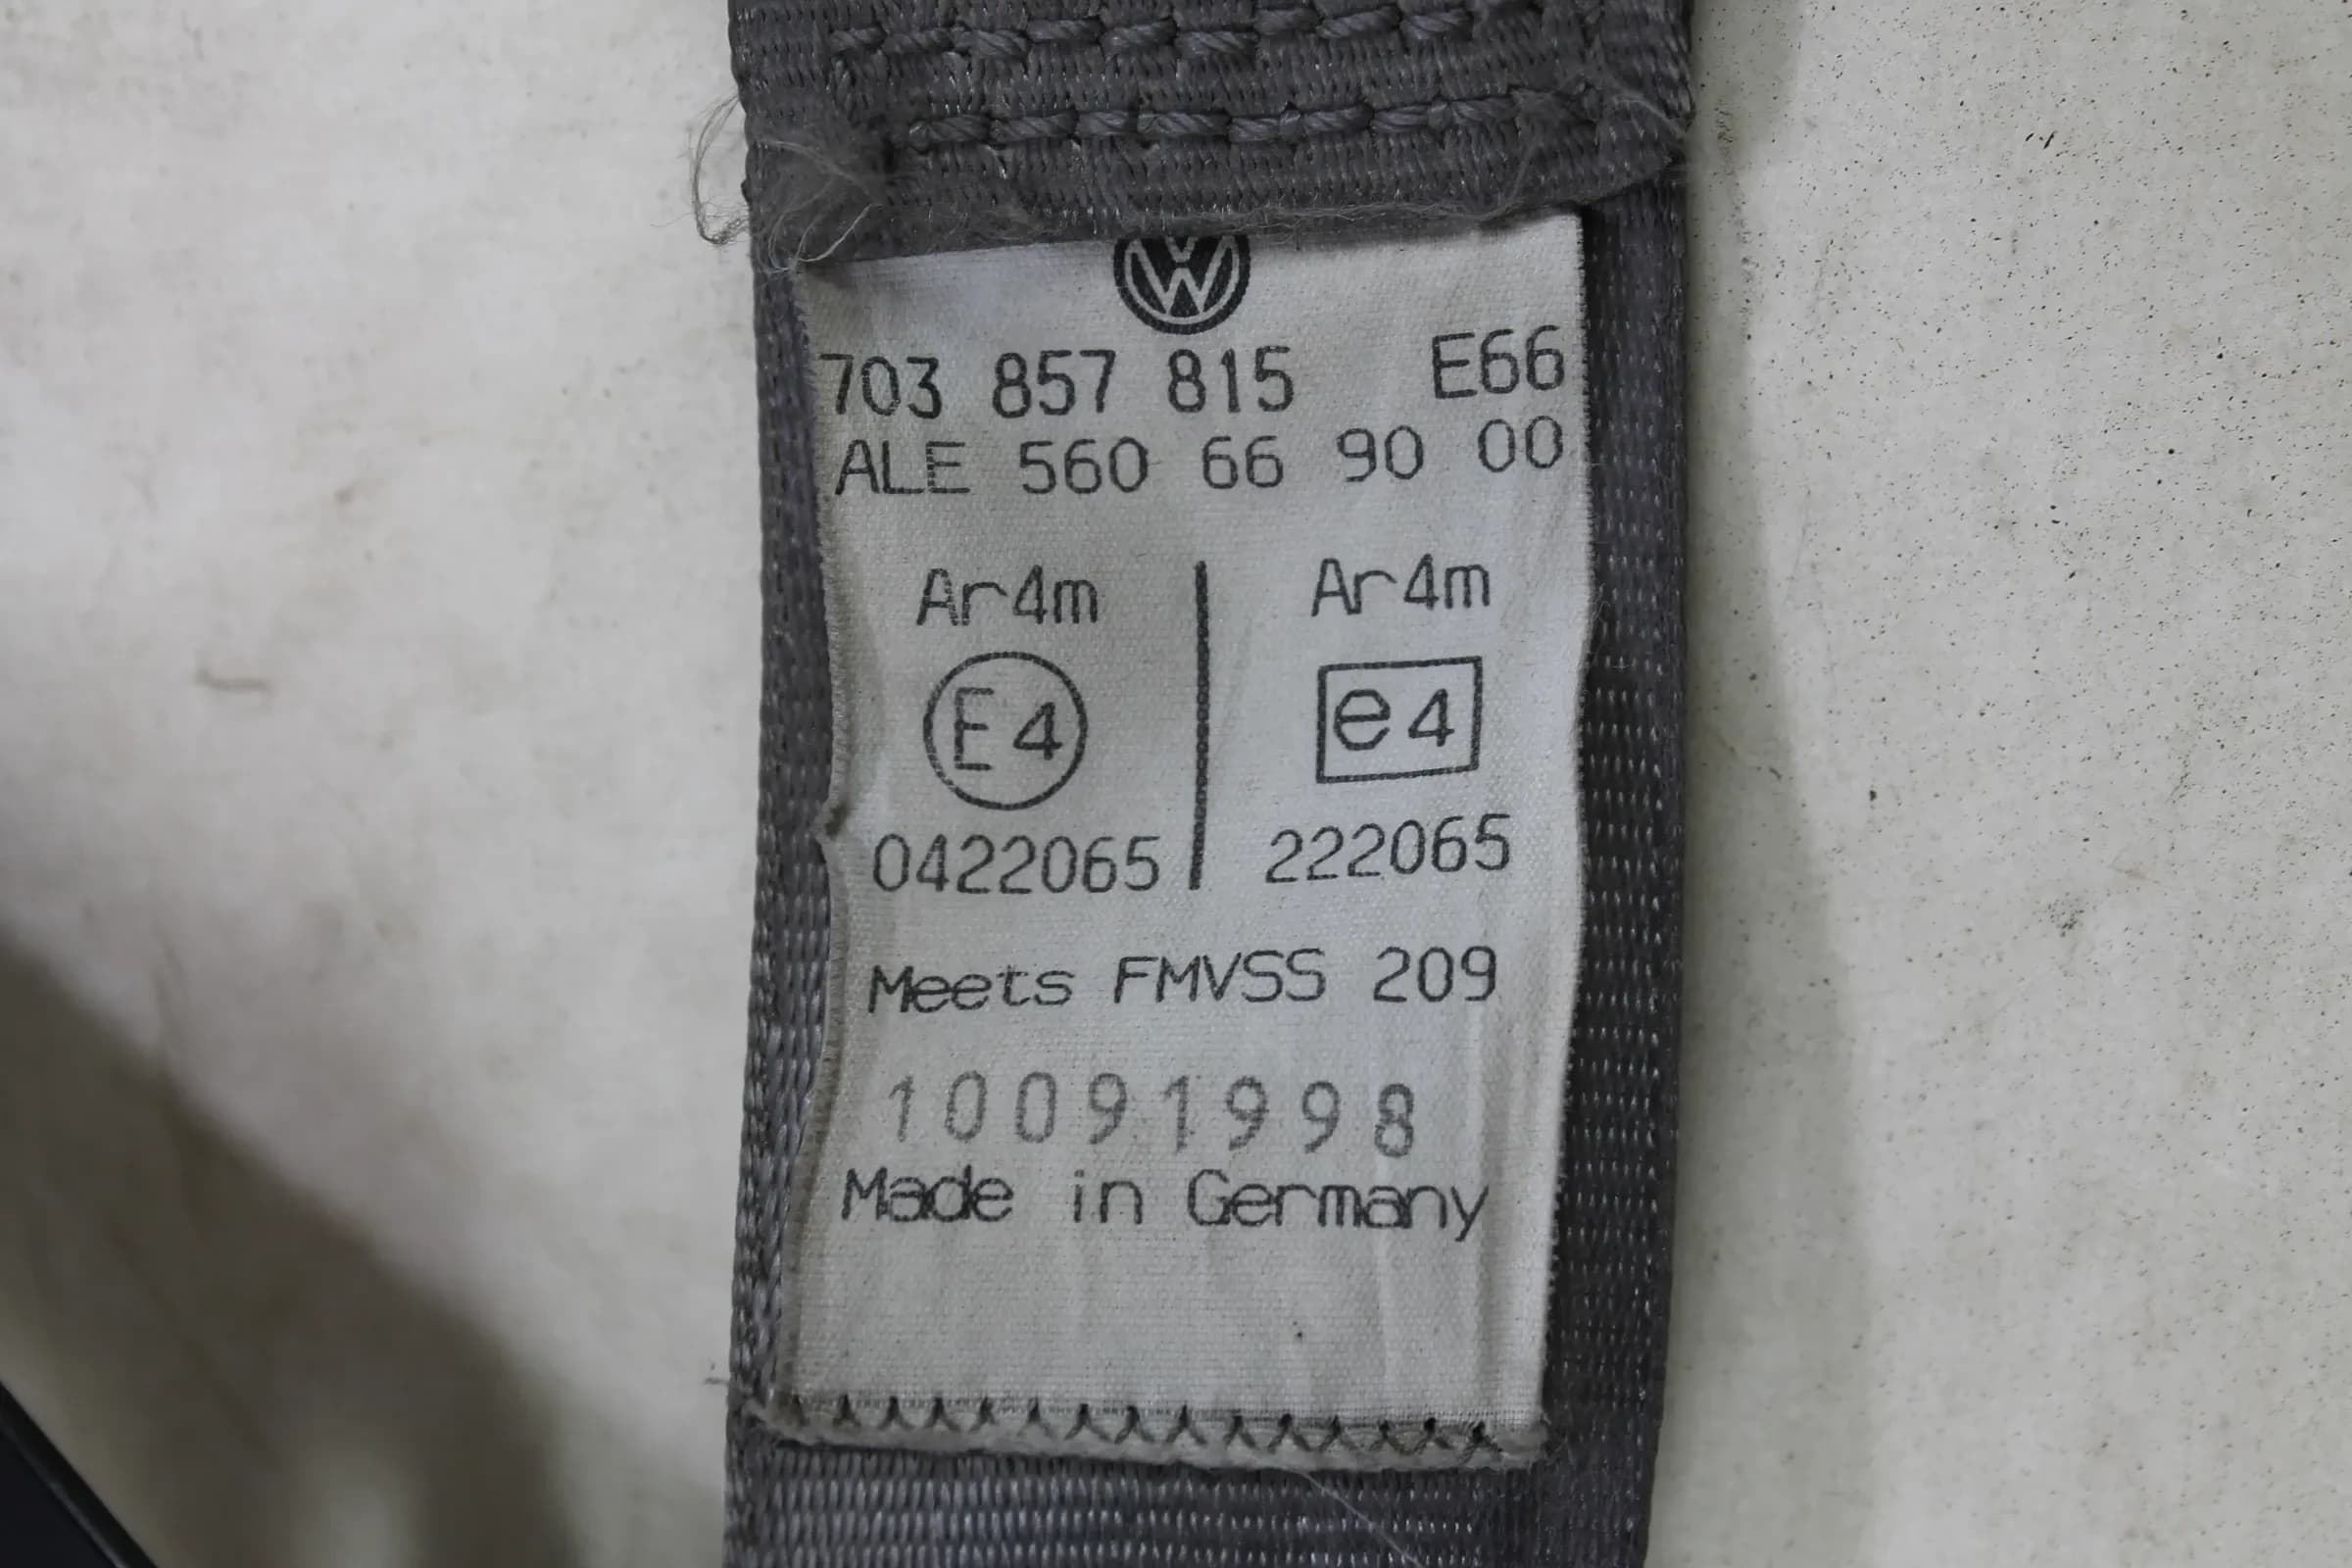 VW
703 857 815 E66
ALE 560 66 90 00
Ar4m Ar4m
E4 e4
0422065 222065
Meets FMVSS 209
10091998
Made in Germany